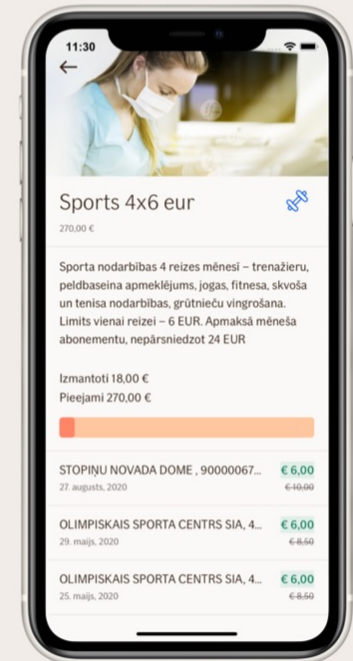 11:30
Sports 4x6 eur
270,00 €
Sporta nodarbības 4 reizes mēnesī – trenažieru,
peldbaseina apmeklējums, jogas, fitnesa, skvoša
un tenisa nodarbības, grūtnieču vingrošana.
Limits vienai reizei – 6 EUR. Apmaksā mēneša
abonementu, nepārsniedzot 24 EUR
Izmantoti 18,00 €
Pieejami 270,00 €
STOPIŅU NOVADA DOME , 90000067... € 6,00
27. augusts, 2020 € 10,00
OLIMPISKAIS SPORTA CENTRS SIA, 4... € 6,00
29. maijs, 2020 € 8,50
OLIMPISKAIS SPORTA CENTRS SIA, 4... € 6,00
25. maijs, 2020 € 8,50